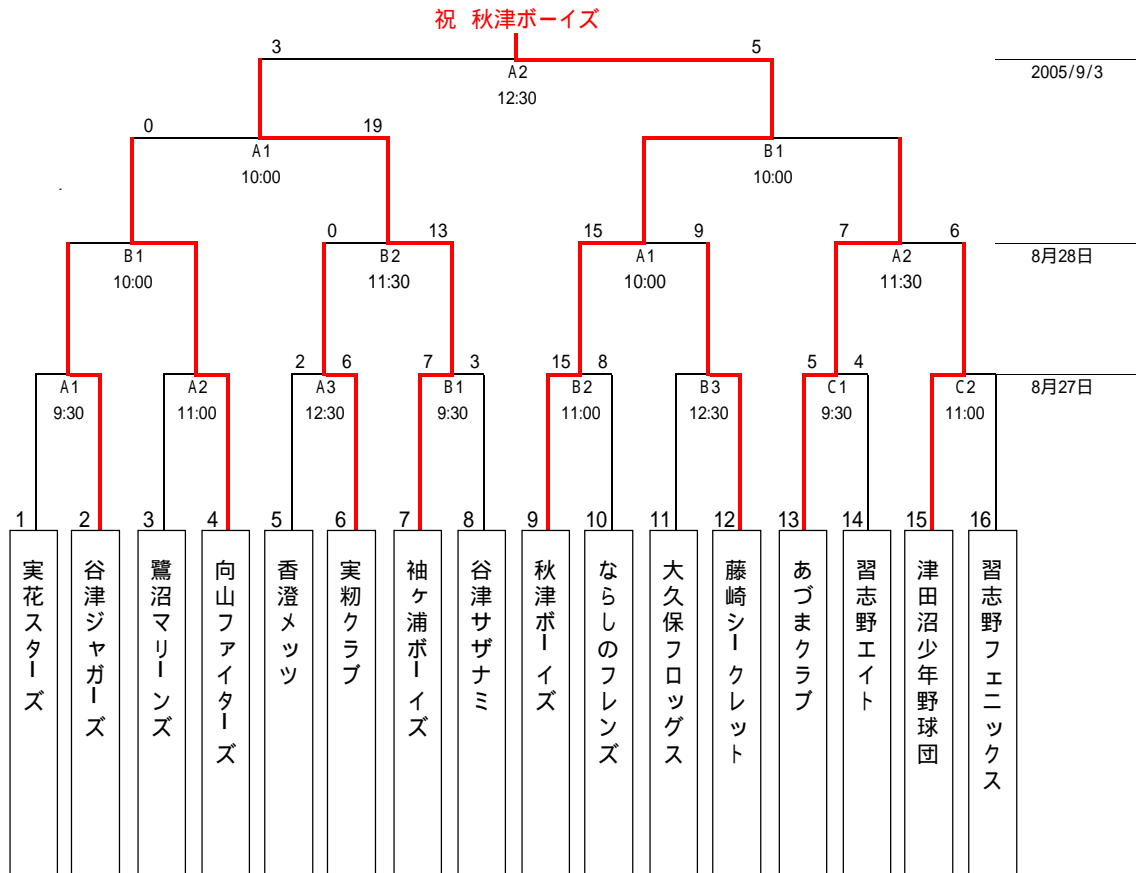 祝 秋津ボーイズ
3 5
A2
2005/9/3
12:30
0 19
A1
B1
10:00
10:00
0 13 15 9 7 6
B1
B2
A1
A2
8月28日
10:00
11:30
10:00
11:30
2 6 7 3 15 8 5 4
A1
A2
A3
B1
B2
B3
C1
C2
8月27日
9:30
11:00
12:30
9:30
11:00
12:30
9:30
11:00
1 2 3 4 5 6 7 8 9 10 11 12 13 14 15 16
実花スターズ
谷津ジャガーズ
鷺沼マリーンズ
向山ファイターズ
香澄メッツ
実籾クラブ
袖ヶ浦ボーイズ
谷津サザナミ
秋津ボーイズ
ならしのフレンズ
大久保フロッグス
藤崎シークレット
あづまクラブ
習志野エイト
津田沼少年野球団
習志野フェニックス